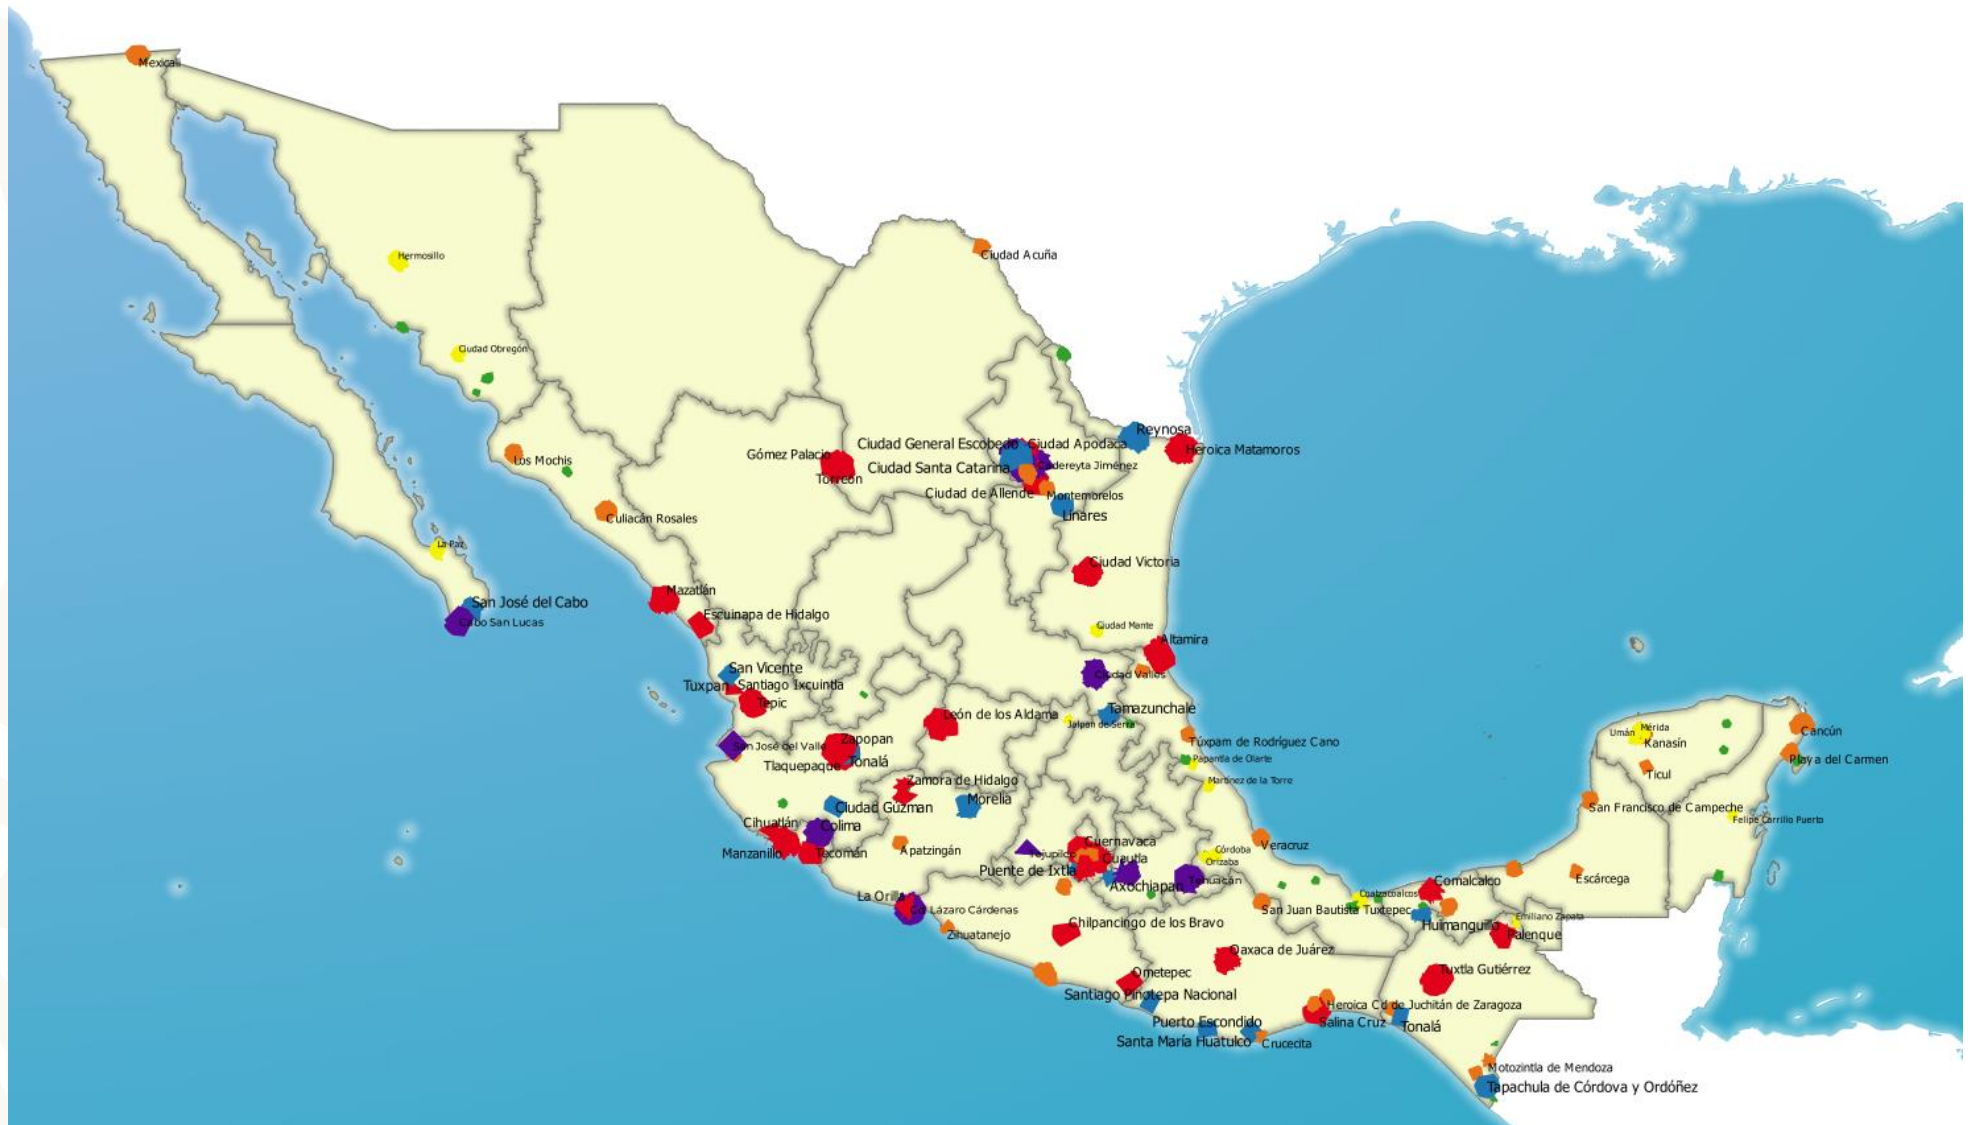 Mexicali
Hermosillo
Ciudad Acuña
Ciudad Obregón
Reynosa
Ciudad General Escobedo
Ciudad Apodaca
Heroica Matamoros
Gómez Palacio
Los Mochis
Ciudad Santa Catarina
Cadereyta Jiménez
Torreón
Ciudad de Allende
Montemorelos
Culiacán Rosales
Linares
La Paz
Ciudad Victoria
Mazatlán
San José del Cabo
Escuinapa de Hidalgo
Cabo San Lucas
Ciudad Mante
Altamira
San Vicente
Ciudad Valles
Tuxpan
Santiago Ixcuintla
Tepic
León de los Aldama
Tamazunchale
Jalpan de Serra
Mérida
Umán
Kanasín
Cancún
San José del Valle
Zapopan
Túxpam de Rodríguez Cano
Tlaquepaque
Tonalá
Papantla de Olarte
Playa del Carmen
Ticul
Zamora de Hidalgo
Martínez de la Torre
Ciudad Guzmán
Morelia
San Francisco de Campeche
Felipe Carrillo Puerto
Cihuatlán
Colima
Manzanillo
Tecomán
Apatzingán
Cuernavaca
Tejupilco
Cuautla
Córdoba
Orizaba
Veracruz
Puente de Ixtla
Axochiapan
Tehuacán
Escárcega
Comalcalco
Coatzacoalcos
La Orilla
Cd Lázaro Cárdenas
San Juan Bautista Tuxtepec
Huimanguillo
Emiliano Zapata
Palenque
Zihuatanejo
Chilpancingo de los Bravo
Oaxaca de Juárez
Ometepec
Tuxtla Gutiérrez
Santiago Pinotepa Nacional
Heroica Cd de Juchitán de Zaragoza
Puerto Escondido
Salina Cruz
Tonalá
Santa María Huatulco
Crucecita
Motozintla de Mendoza
Tapachula de Córdova y Ordóñez